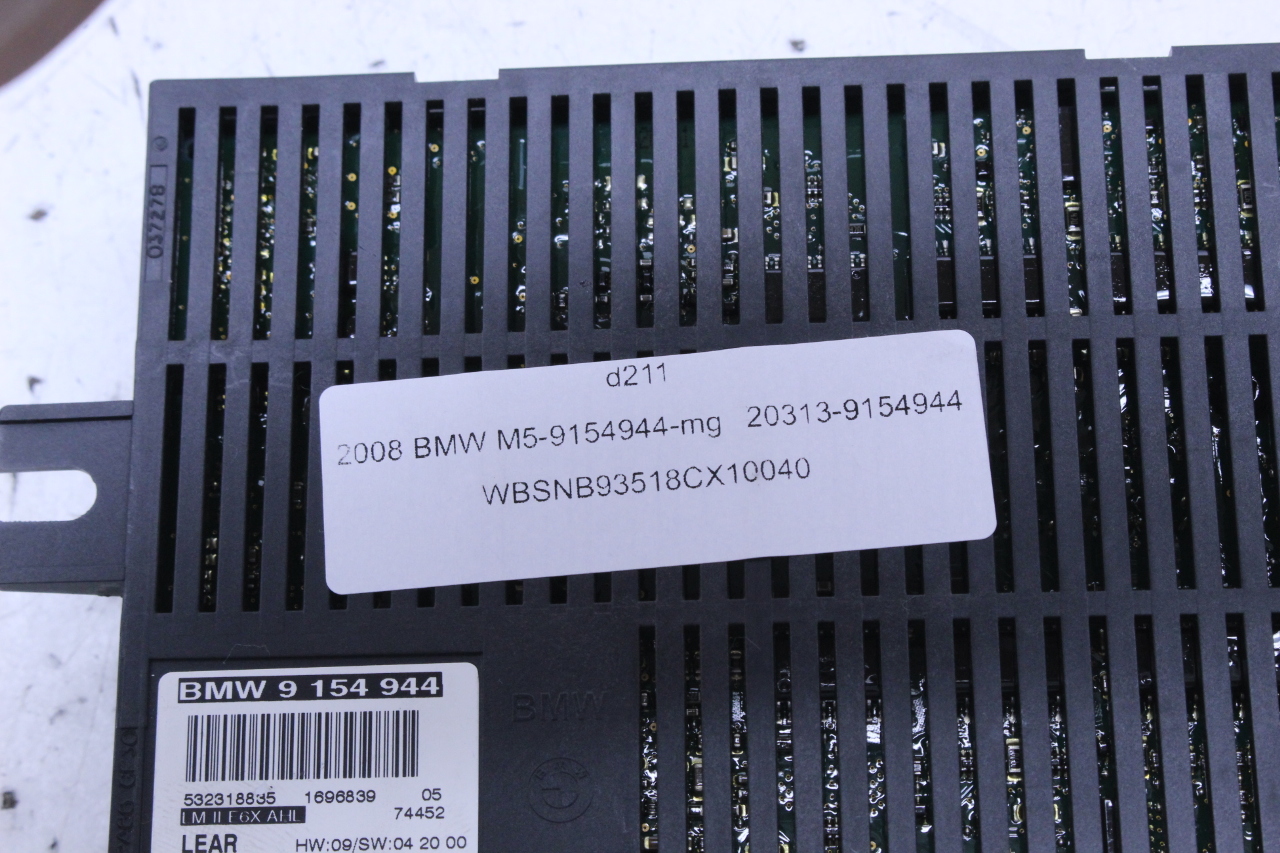 037278
d211
2008 BMW M5-9154944-mg 20313-9154944
WBSNB93518CX10040
BMW
BMW 9 154 944
532318835 1696839 05
LM II E6X AHL 74452
LEAR HW:09/SW:04 20 00